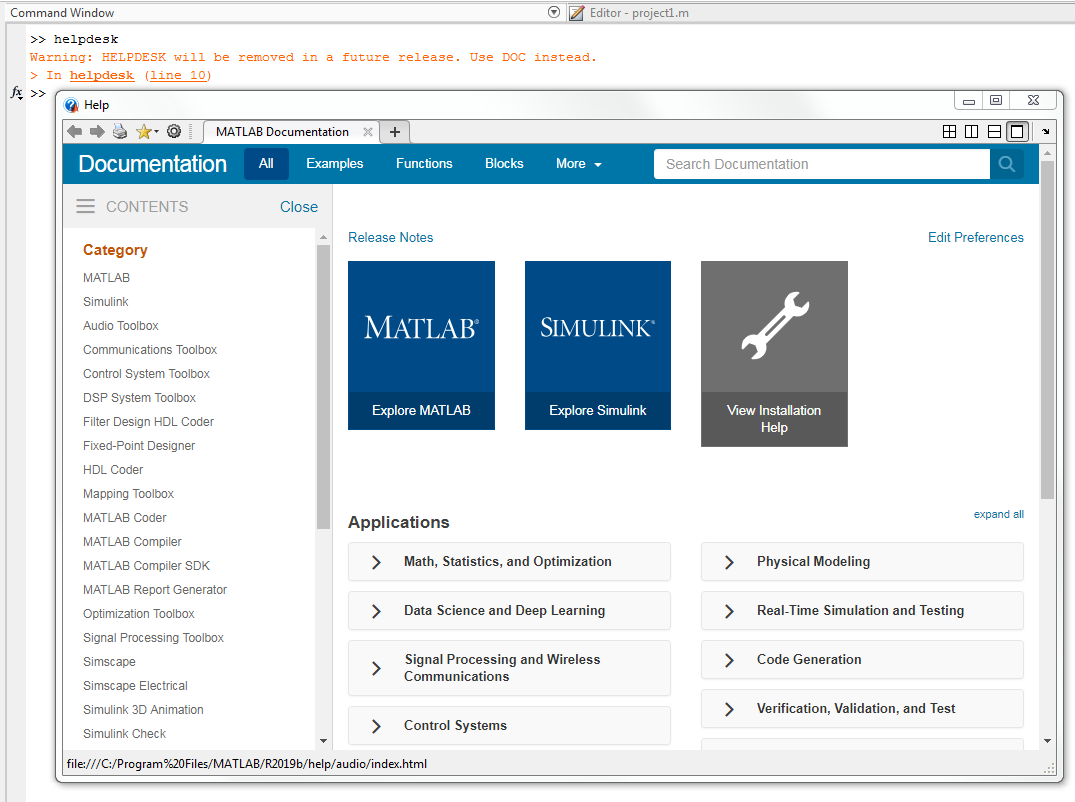 Command Window
Editor - project1.m
>> helpdesk
Warning: HELPDESK will be removed in a future release. Use DOC instead.
> In helpdesk (line 10)
fx >>
Help
MATLAB Documentation
Documentation All Examples Functions Blocks More Search Documentation
CONTENTS Close
Category
MATLAB
Simulink
Audio Toolbox
Communications Toolbox
Control System Toolbox
DSP System Toolbox
Filter Design HDL Coder
Fixed-Point Designer
HDL Coder
Mapping Toolbox
MATLAB Coder
MATLAB Compiler
MATLAB Compiler SDK
MATLAB Report Generator
Optimization Toolbox
Signal Processing Toolbox
Simscape
Simscape Electrical
Simulink 3D Animation
Simulink Check
Release Notes
Edit Preferences
MATLAB®
Explore MATLAB
SIMULINK®
Explore Simulink
View Installation
Help
Applications
expand all
Math, Statistics, and Optimization
Data Science and Deep Learning
Signal Processing and Wireless
Communications
Control Systems
Physical Modeling
Real-Time Simulation and Testing
Code Generation
Verification, Validation, and Test
file:///C:/Program%20Files/MATLAB/R2019b/help/audio/index.html